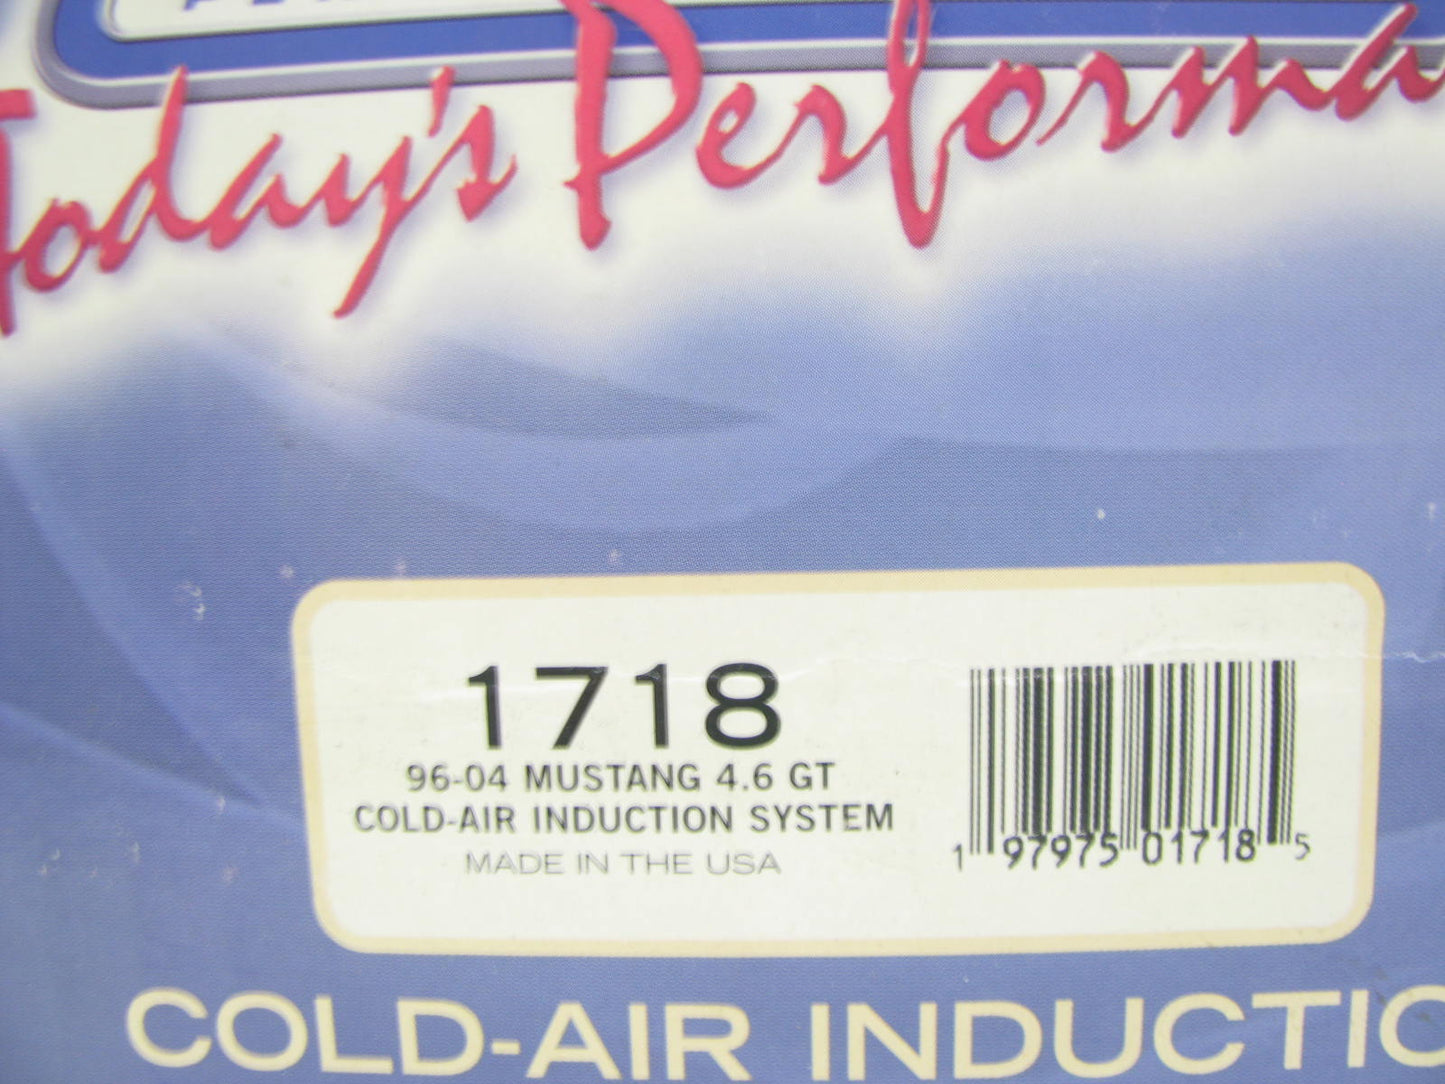 Today's Performa
1718
96-04 MUSTANG 4.6 GT
COLD-AIR INDUCTION SYSTEM
MADE IN THE USA
1 97975 01718 5
COLD-AIR INDUCTIO